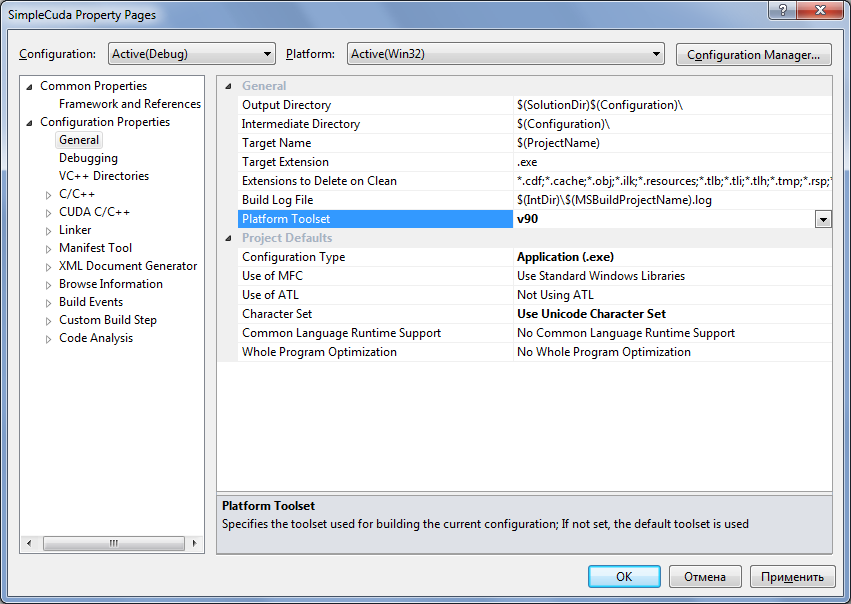 SimpleCuda Property Pages
Configuration: Active(Debug) Platform: Active(Win32) Configuration Manager...
Common Properties
Framework and References
Configuration Properties
General
Debugging
VC++ Directories
C/C++
CUDA C/C++
Linker
Manifest Tool
XML Document Generator
Browse Information
Build Events
Custom Build Step
Code Analysis
General
Output Directory $(SolutionDir)$(Configuration)\
Intermediate Directory $(Configuration)\
Target Name $(ProjectName)
Target Extension .exe
Extensions to Delete on Clean *.cdf;*.cache;*.obj;*.ilk;*.resources;*.tlb;*.tli;*.tlh;*.tmp;*.rsp;*
Build Log File $(IntDir)\$(MSBuildProjectName).log
Platform Toolset v90
Project Defaults
Configuration Type Application (.exe)
Use of MFC Use Standard Windows Libraries
Use of ATL Not Using ATL
Character Set Use Unicode Character Set
Common Language Runtime Support No Common Language Runtime Support
Whole Program Optimization No Whole Program Optimization
Platform Toolset
Specifies the toolset used for building the current configuration; If not set, the default toolset is used
OK Отмена Применить